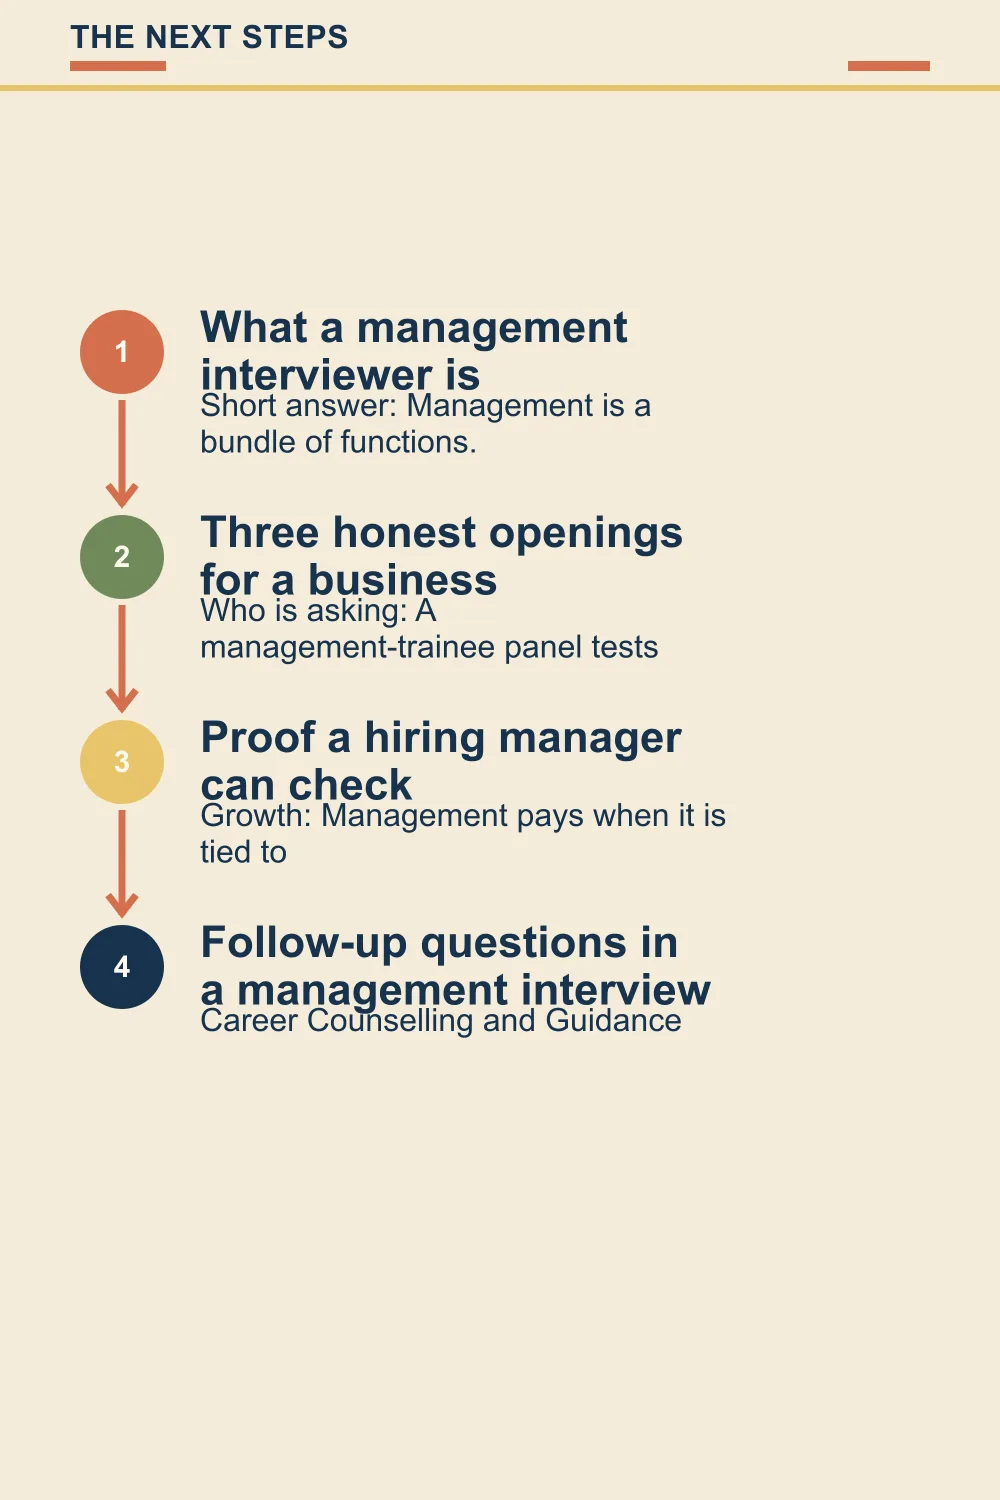 THE NEXT STEPS
1
What a management
interviewer is
Short answer: Management is a
bundle of functions.
2
Three honest openings
for a business
Who is asking: A
management-trainee panel tests
3
Proof a hiring manager
can check
Growth: Management pays when it is
tied to
4
Follow-up questions in
a management interview
Career Counselling and Guidance